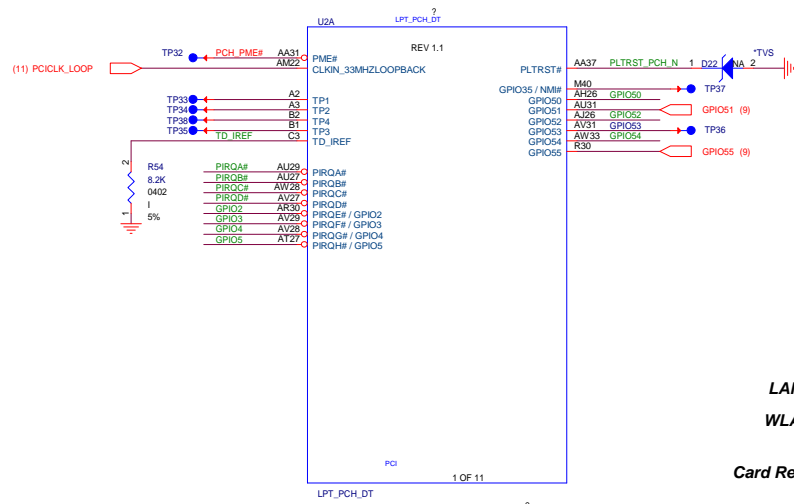 ?
U2A
LPT_PCH_DT
REV 1.1
TP32
PCH_PME#
AA31
PME#
(11) PCICLK_LOOP
AM22
CLKIN_33MHZLOOPBACK
TP33
A2
TP1
TP34
A3
TP2
TP38
B2
TP4
TP35
B1
TP3
TD_IREF
C3
TD_IREF
2
R54
8.2K
0402
I
5%
1
PIRQA#
AU29
PIRQA#
PIRQB#
AU27
PIRQB#
PIRQC#
AW28
PIRQC#
PIRQD#
AV27
PIRQD#
GPIO2
AR30
PIRQE# / GPIO2
GPIO3
AV29
PIRQF# / GPIO3
GPIO4
AV28
PIRQG# / GPIO4
GPIO5
AT27
PIRQH# / GPIO5
PLTRST#
AA37
PLTRST_PCH_N
1
D22
NA
2
*TVS
GPIO35 / NMI#
M40
TP37
GPIO50
AH26
GPIO50
GPIO51
AU31
GPIO51 (9)
GPIO52
AJ26
GPIO52
GPIO53
AV31
GPIO53
TP36
GPIO54
AW33
GPIO54
GPIO55
R30
GPIO55 (9)
PCI
1 OF 11
LPT_PCH_DT